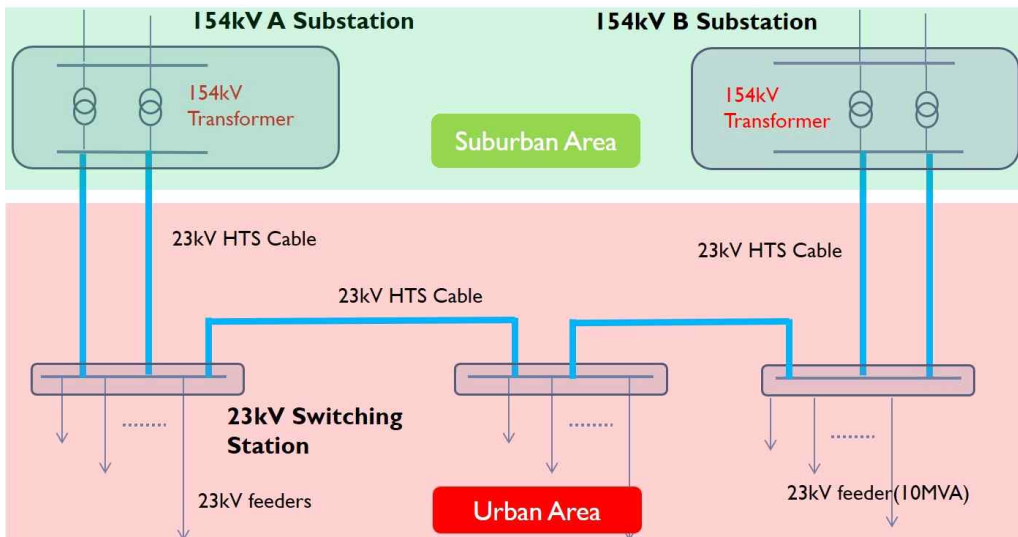 154kV A Substation
154kV B Substation
154kV
Transformer
154kV
Transformer
Suburban Area
23kV HTS Cable
23kV HTS Cable
23kV HTS Cable
23kV Switching
Station
23kV feeders
23kV feeder(10MVA)
Urban Area